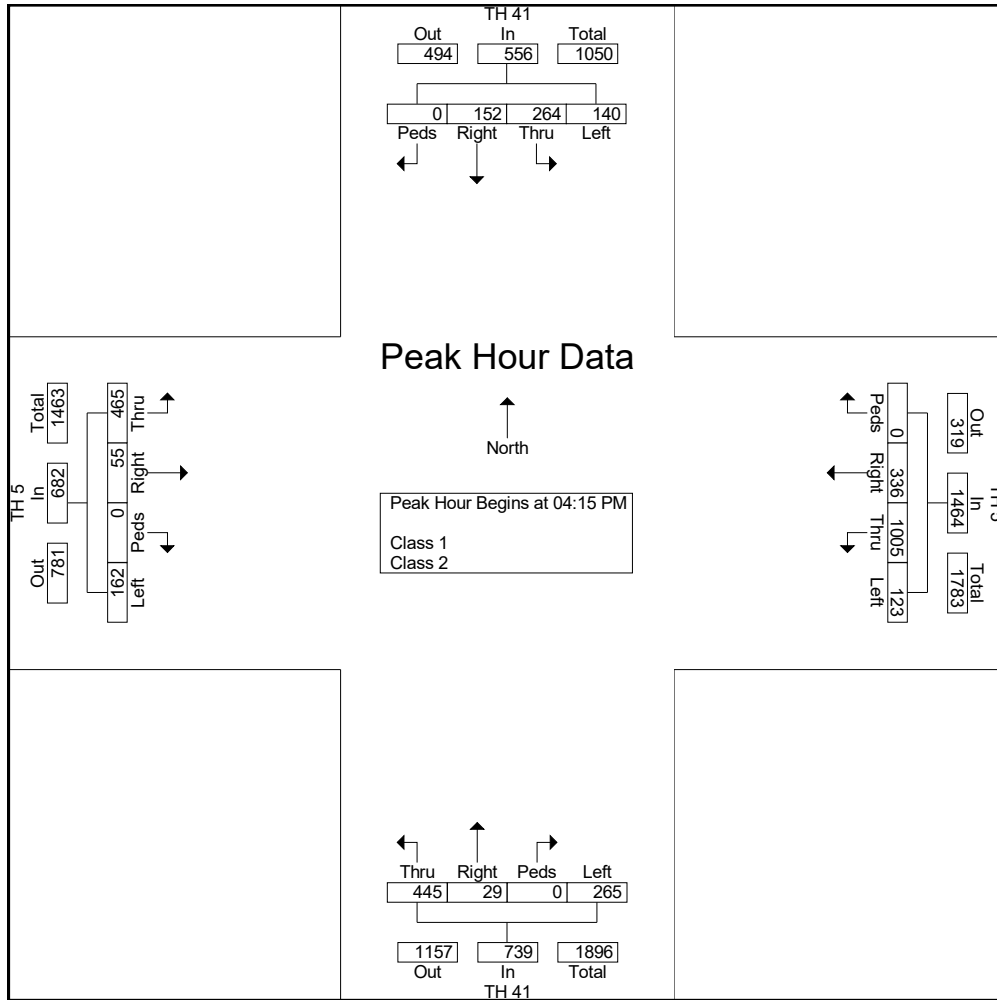 TH 41
Out In Total
494 556 1050
0 152 264 140
Peds Right Thru Left
Peak Hour Data
North
Peak Hour Begins at 04:15 PM
Class 1
Class 2
TH 5
Out In Total
781 682 1463
162 0 55 465
Left Peds Right Thru
Out In Total
319 1464 1783
0 336 1005 123
Peds Right Thru Left
Thru Right Peds Left
445 29 0 265
1157 739 1896
Out In Total
TH 41